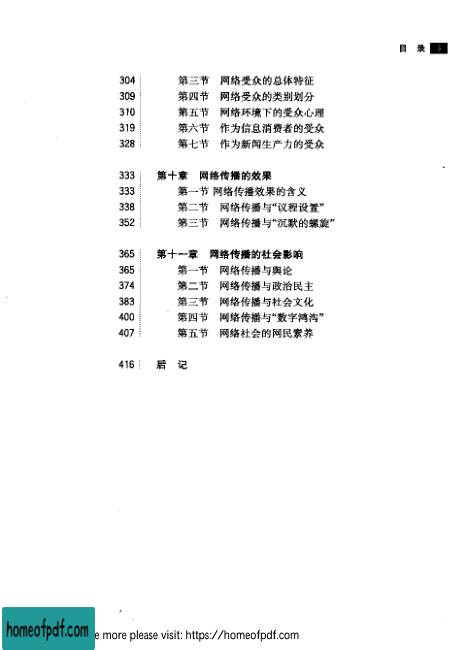 目 录
304 第三节 网络受众的总体特征
309 第四节 网络受众的类别划分
310 第五节 网络环境下的受众心理
319 第六节 作为信息消费者的受众
328 第七节 作为新闻生产力的受众
333 第十章 网络传播的效果
333 第一节 网络传播效果的含义
338 第二节 网络传播与“议程设置”
352 第三节 网络传播与“沉默的螺旋”
365 第十一章 网络传播的社会影响
365 第一节 网络传播与舆论
374 第二节 网络传播与政治民主
383 第三节 网络传播与社会文化
400 第四节 网络传播与“数字鸿沟”
407 第五节 网络社会的网民素养
416 后 记
homeofpdf.com e more please visit: https://homeofpdf.com